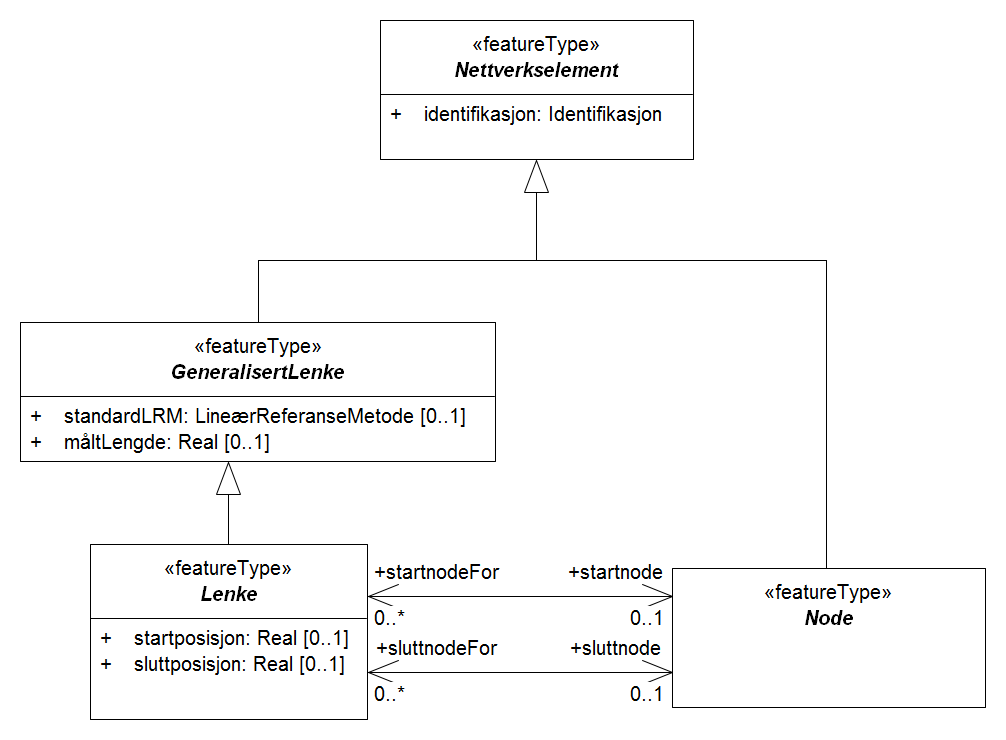 «featureType»
Nettverkselement
+ identifikasjon: Identifikasjon
«featureType»
GeneralisertLenke
+ standardLRM: LineærReferanseMetode [0..1]
+ måltLengde: Real [0..1]
«featureType»
Lenke
+ startposisjon: Real [0..1]
+ sluttposisjon: Real [0..1]
+startnodeFor +startnode
0..* 0..1
+sluttnodeFor +sluttnode
0..* 0..1
«featureType»
Node